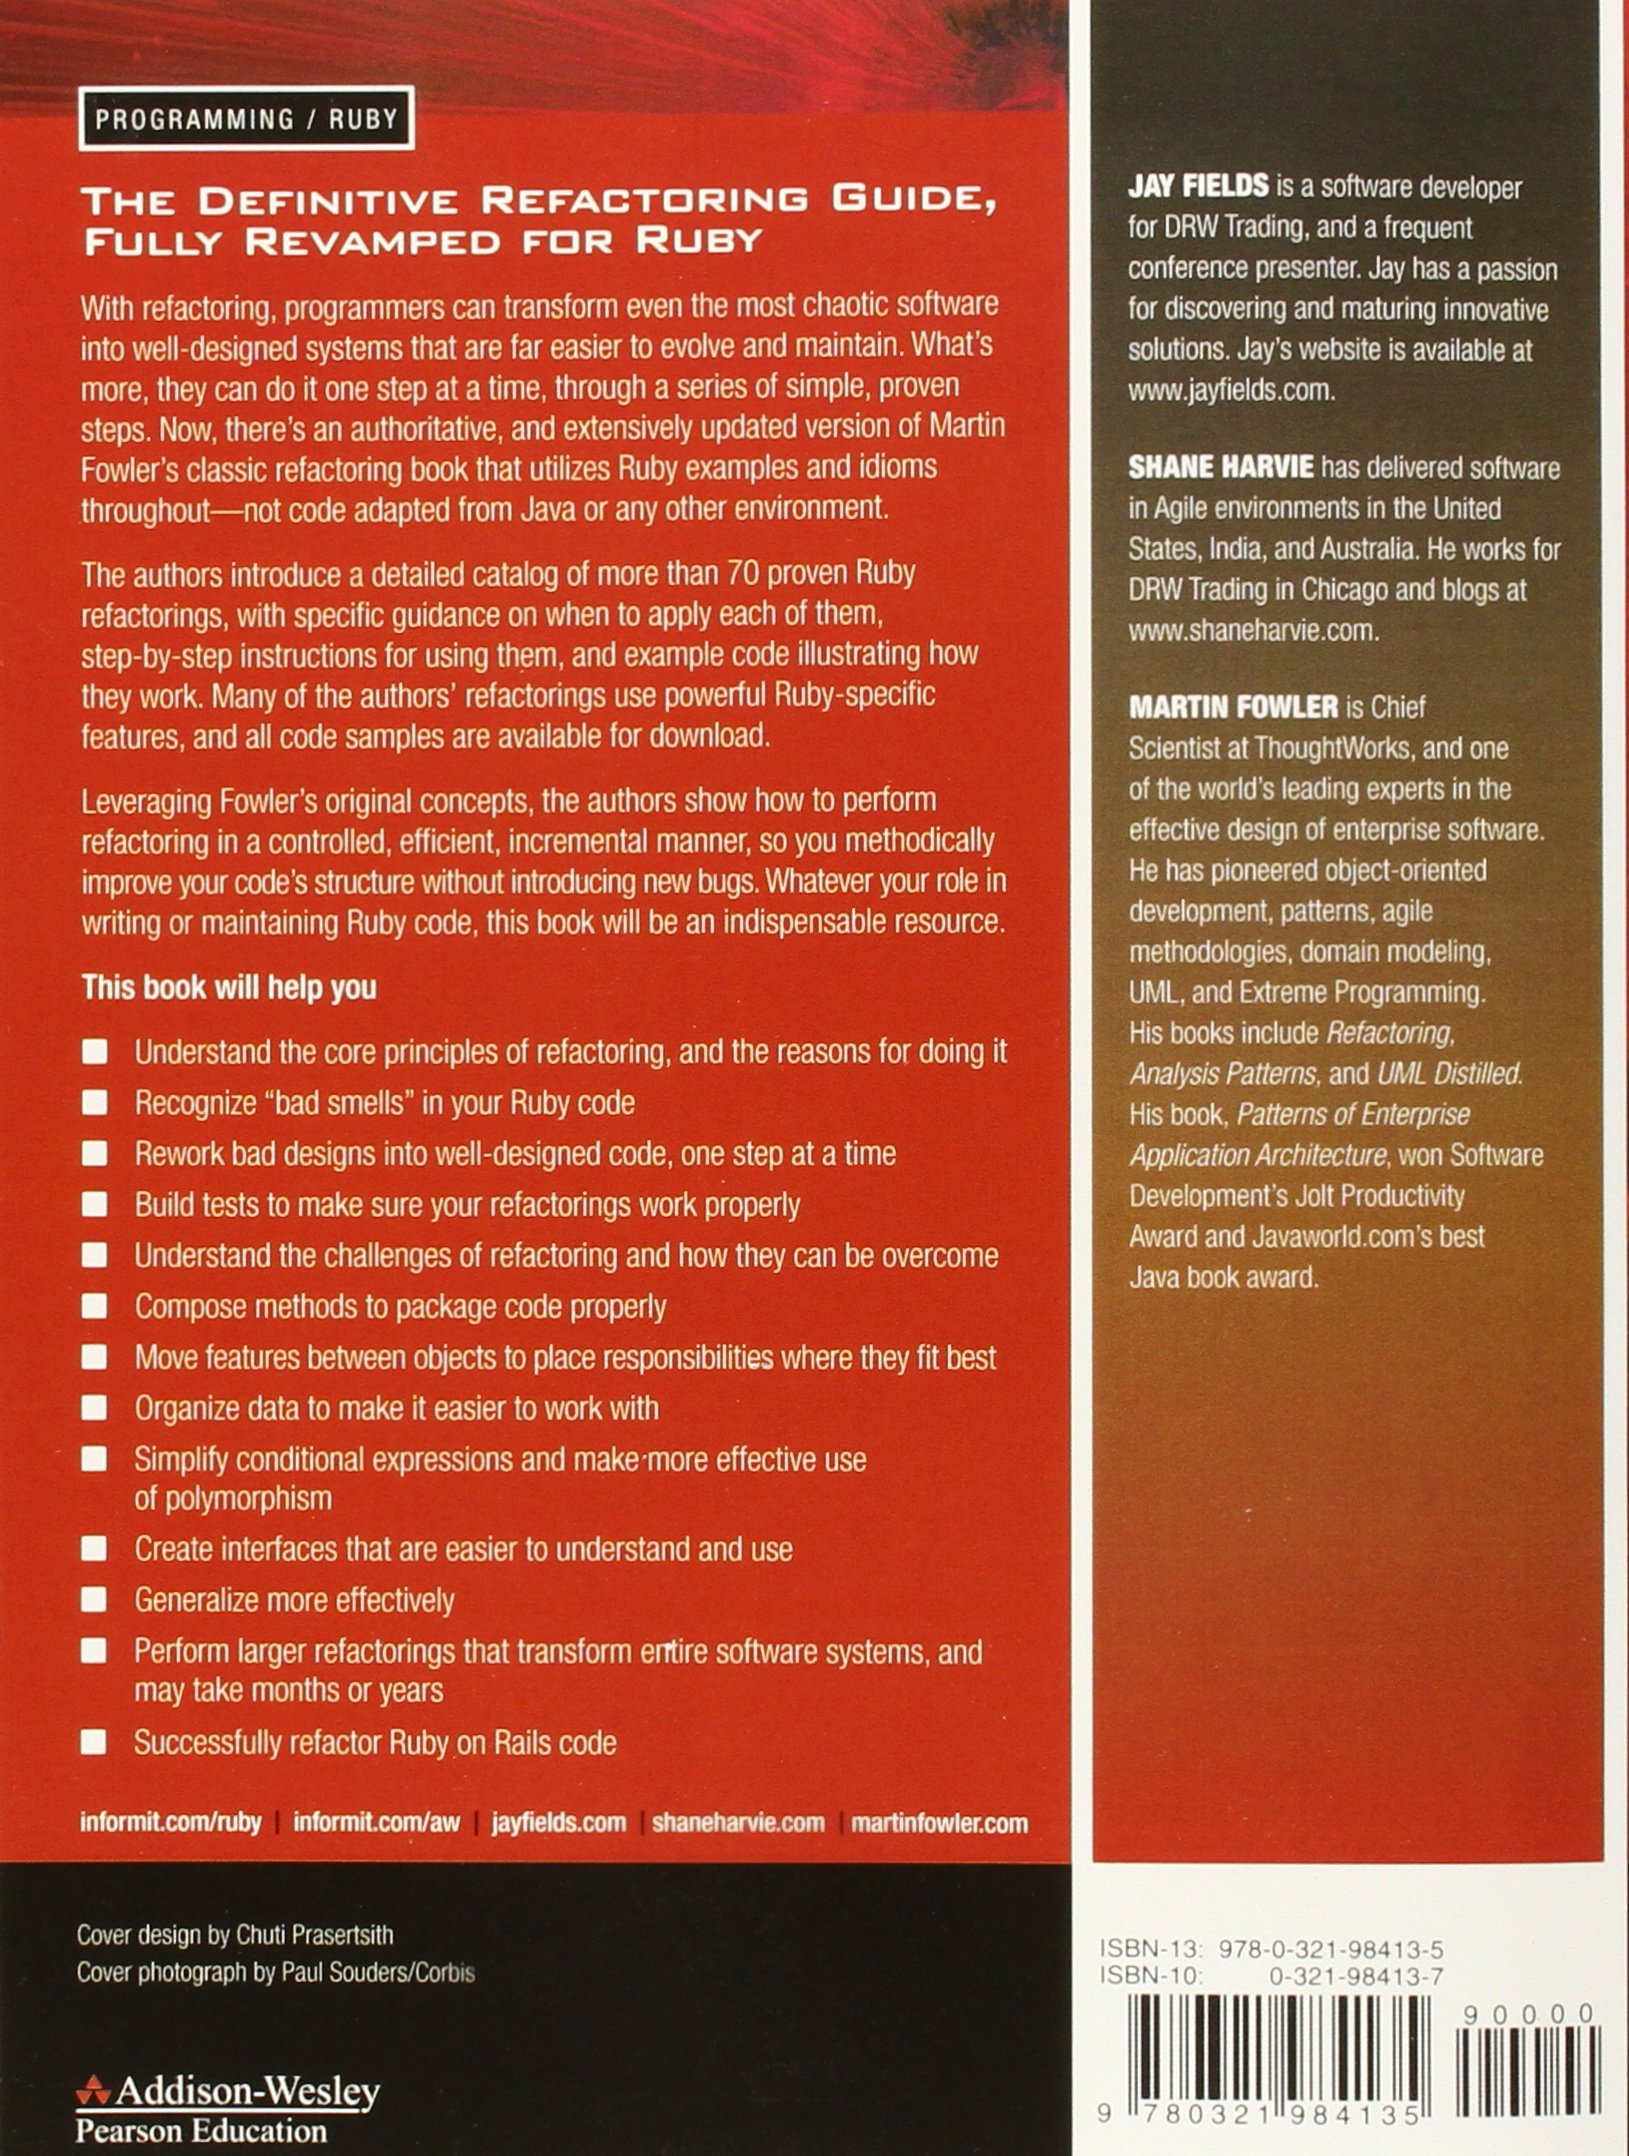 PROGRAMMING / RUBY
THE DEFINITIVE REFACTORING GUIDE,
FULLY REVAMPED FOR RUBY
With refactoring, programmers can transform even the most chaotic software
into well-designed systems that are far easier to evolve and maintain. What's
more, they can do it one step at a time, through a series of simple, proven
steps. Now, there's an authoritative, and extensively updated version of Martin
Fowler's classic refactoring book that utilizes Ruby examples and idioms
throughout—not code adapted from Java or any other environment.
The authors introduce a detailed catalog of more than 70 proven Ruby
refactorings, with specific guidance on when to apply each of them,
step-by-step instructions for using them, and example code illustrating how
they work. Many of the authors' refactorings use powerful Ruby-specific
features, and all code samples are available for download.
Leveraging Fowler's original concepts, the authors show how to perform
refactoring in a controlled, efficient, incremental manner, so you methodically
improve your code's structure without introducing new bugs. Whatever your role in
writing or maintaining Ruby code, this book will be an indispensable resource.
This book will help you
Understand the core principles of refactoring, and the reasons for doing it
Recognize “bad smells” in your Ruby code
Rework bad designs into well-designed code, one step at a time
Build tests to make sure your refactorings work properly
Understand the challenges of refactoring and how they can be overcome
Compose methods to package code properly
Move features between objects to place responsibilities where they fit best
Organize data to make it easier to work with
Simplify conditional expressions and make more effective use
of polymorphism
Create interfaces that are easier to understand and use
Generalize more effectively
Perform larger refactorings that transform entire software systems, and
may take months or years
Successfully refactor Ruby on Rails code
informit.com/ruby | informit.com/aw | jayfields.com | shaneharvie.com | martinfowler.com
Cover design by Chuti Prasertsith
Cover photograph by Paul Souders/Corbis
Addison-Wesley
Pearson Education
JAY FIELDS is a software developer
for DRW Trading, and a frequent
conference presenter. Jay has a passion
for discovering and maturing innovative
solutions. Jay's website is available at
www.jayfields.com.
SHANE HARVIE has delivered software
in Agile environments in the United
States, India, and Australia. He works for
DRW Trading in Chicago and blogs at
www.shaneharvie.com.
MARTIN FOWLER is Chief
Scientist at ThoughtWorks, and one
of the world's leading experts in the
effective design of enterprise software.
He has pioneered object-oriented
development, patterns, agile
methodologies, domain modeling,
UML, and Extreme Programming.
His books include Refactoring,
Analysis Patterns, and UML Distilled.
His book, Patterns of Enterprise
Application Architecture, won Software
Development's Jolt Productivity
Award and Javaworld.com's best
Java book award.
ISBN-13: 978-0-321-98413-5
ISBN-10: 0-321-98413-7
90000
9 780321 984135